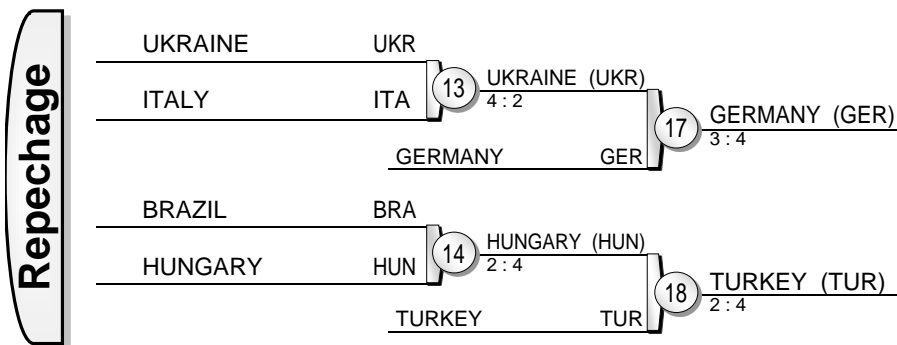 Repechage
UKRAINE UKR
ITALY ITA
13
UKRAINE (UKR)
4 : 2
GERMANY GER
17
GERMANY (GER)
3 : 4
BRAZIL BRA
HUNGARY HUN
14
HUNGARY (HUN)
2 : 4
TURKEY TUR
18
TURKEY (TUR)
2 : 4